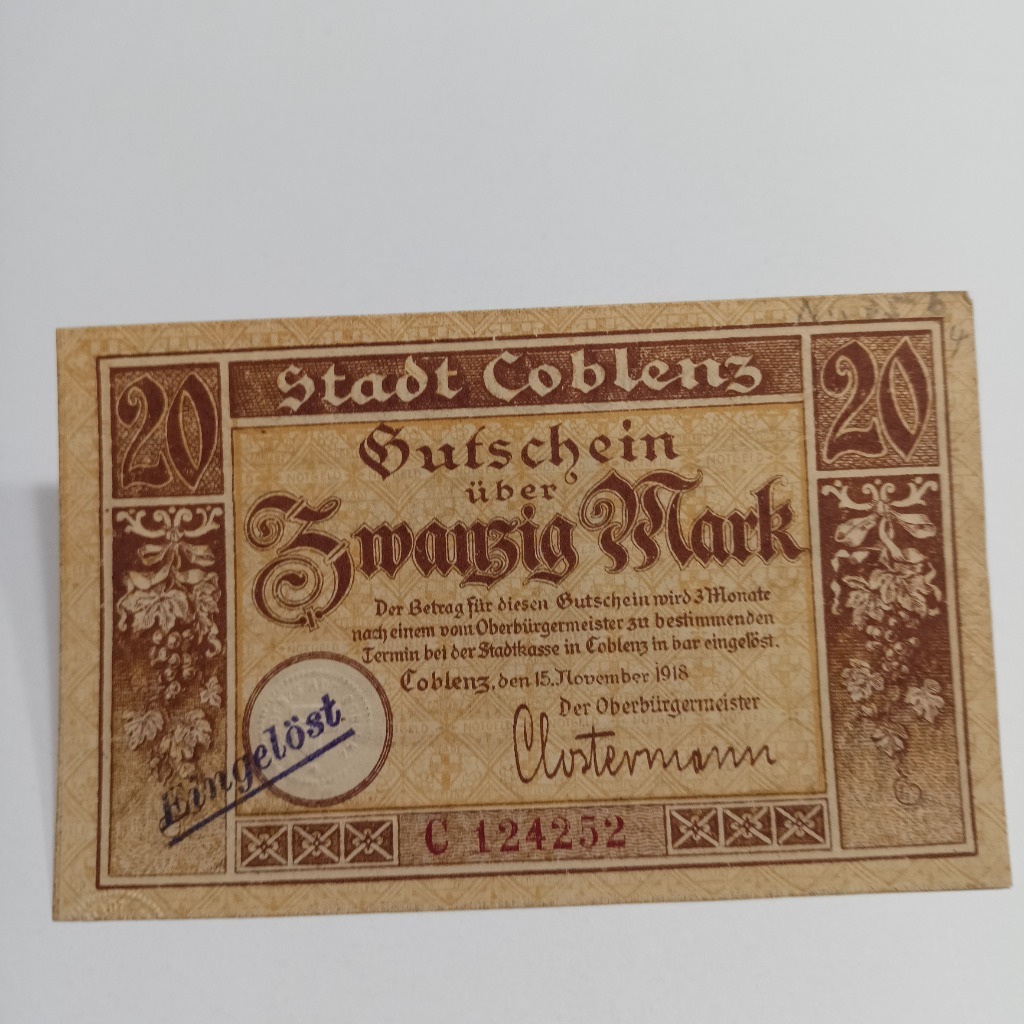 20
Stadt Coblenz
20
Gutschein
über
Zwanzig Mark
Der Betrag für diesen Gutschein wird 3 Monate
nach einem vom Oberbürgermeister zu bestimmenden
Termin bei der Stadtkasse in Coblenz in bar eingelöst.
Coblenz, den 15. November 1918
Der Oberbürgermeister
Clostermann
Eingelöst
C 124252